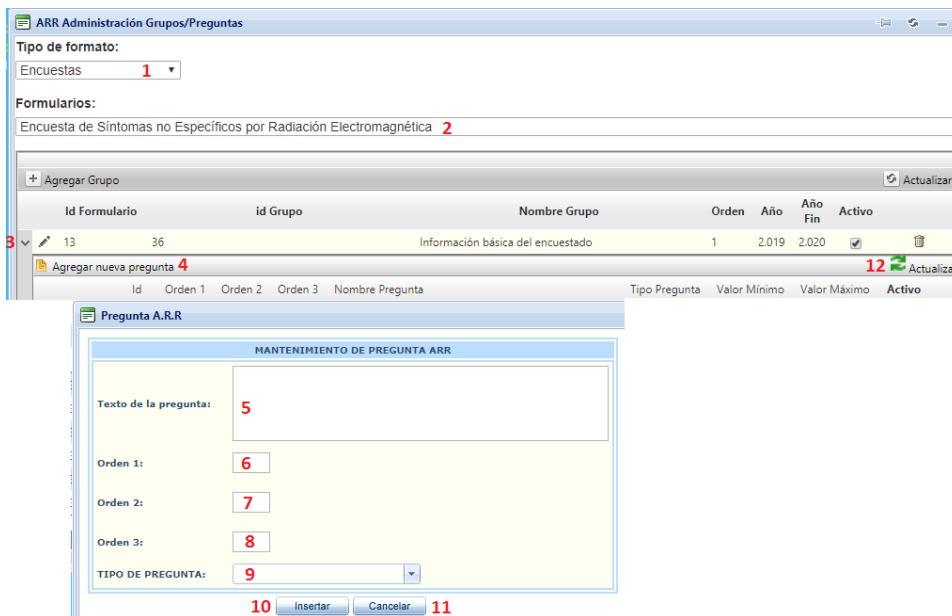 ARR Administración Grupos/Preguntas
Tipo de formato:
Encuestas 1
Formularios:
Encuesta de Síntomas no Específicos por Radiación Electromagnética 2
Agregar Grupo Actualizar
Id Formulario id Grupo Nombre Grupo Orden Año Año Fin Activo
3 13 36 Información básica del encuestado 1 2.019 2.020
Agregar nueva pregunta 4 12 Actualiza
Id Orden 1 Orden 2 Orden 3 Nombre Pregunta Tipo Pregunta Valor Mínimo Valor Máximo Activo
Pregunta A.R.R
MANTENIMIENTO DE PREGUNTA ARR
Texto de la pregunta: 5
Orden 1: 6
Orden 2: 7
Orden 3: 8
TIPO DE PREGUNTA: 9
10 Insertar Cancelar 11